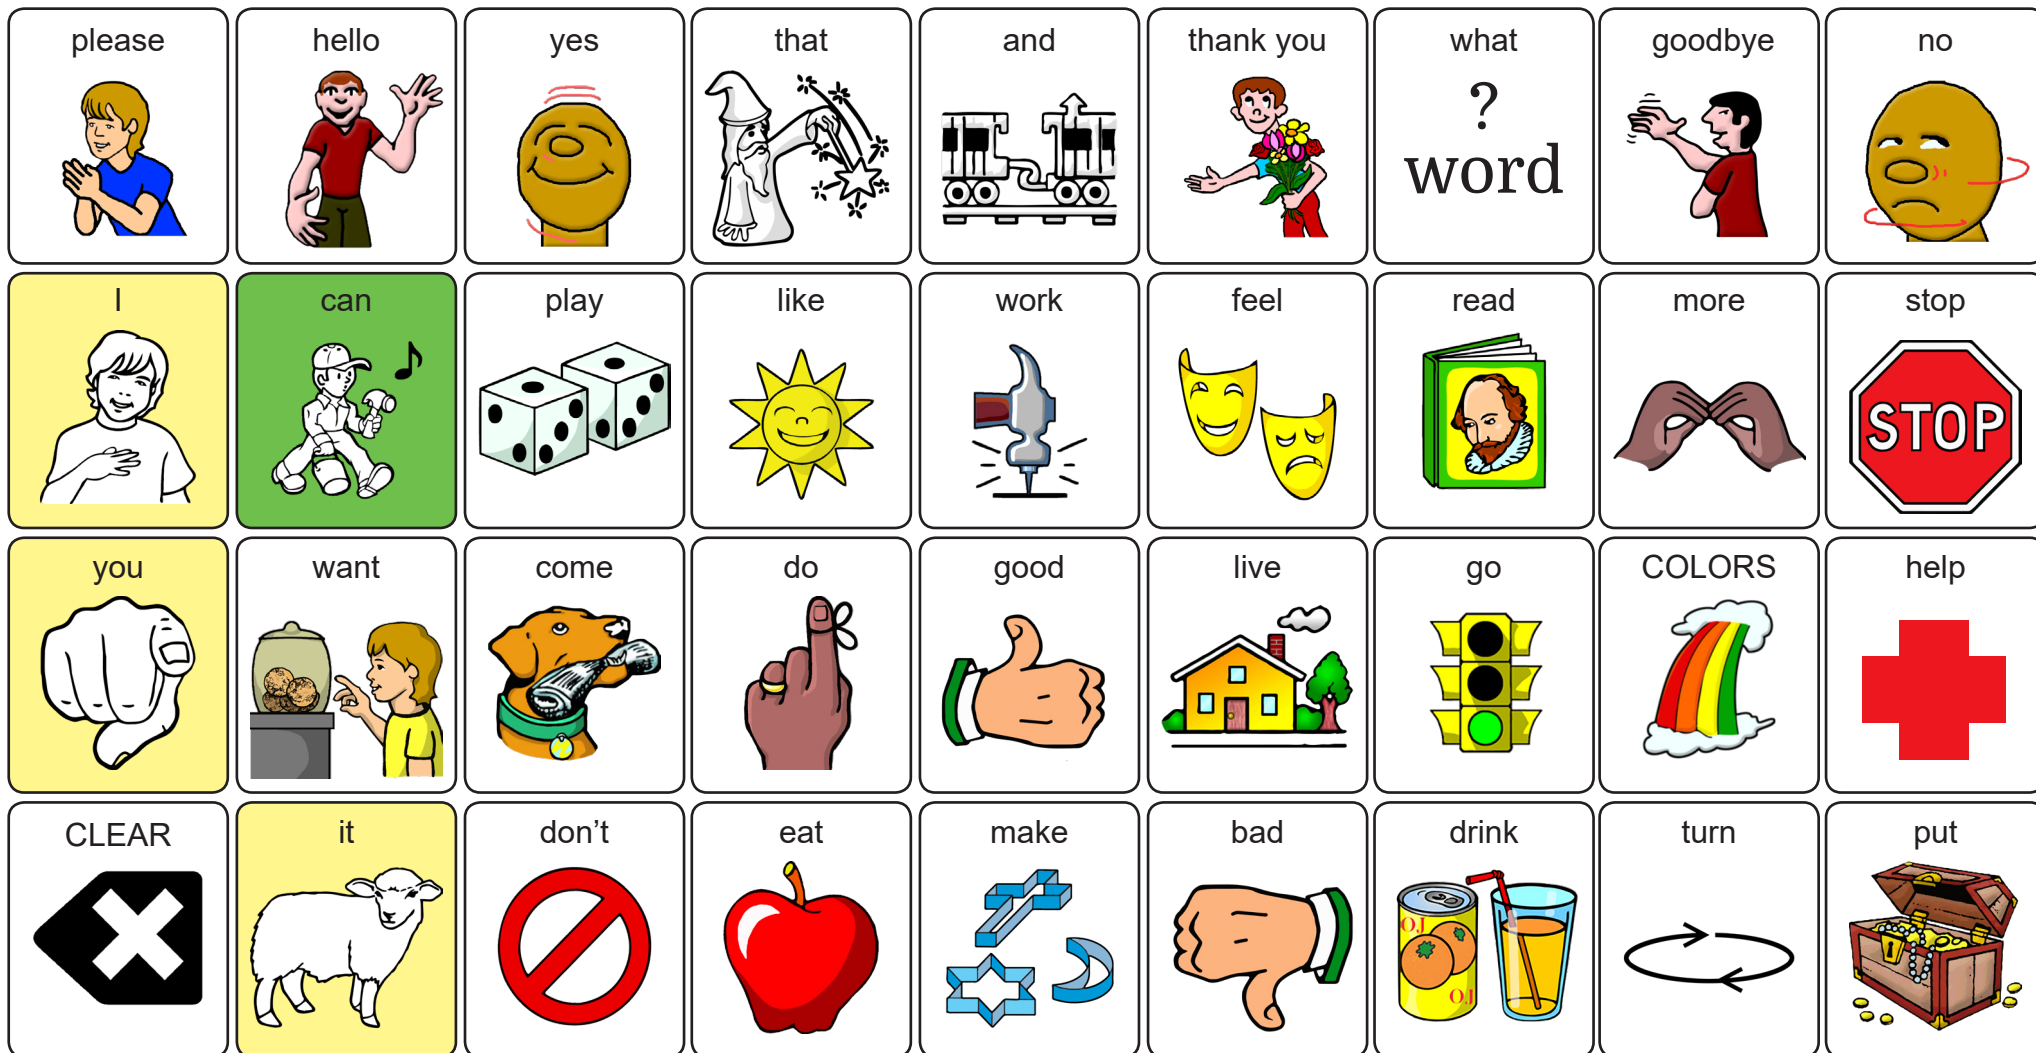 please
hello
yes
that
and
thank you
what
?
word
goodbye
no
I
can
play
like
work
feel
read
more
stop
STOP
you
want
come
do
good
live
go
COLORS
help
CLEAR
it
don’t
eat
make
bad
drink
OJ
OJ
turn
put